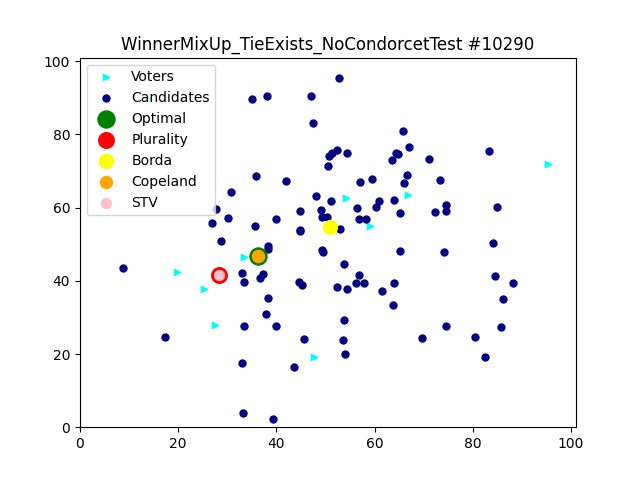 WinnerMixUp_TieExists_NoCondorcetTest #10290
Voters
Candidates
Optimal
Plurality
Borda
Copeland
STV
100
80
60
40
20
0
0 20 40 60 80 100